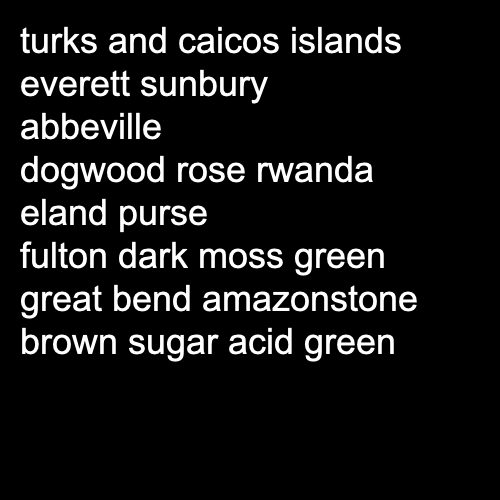 turks and caicos islands
everett sunbury
abbeville
dogwood rose rwanda
eland purse
fulton dark moss green
great bend amazonstone
brown sugar acid green